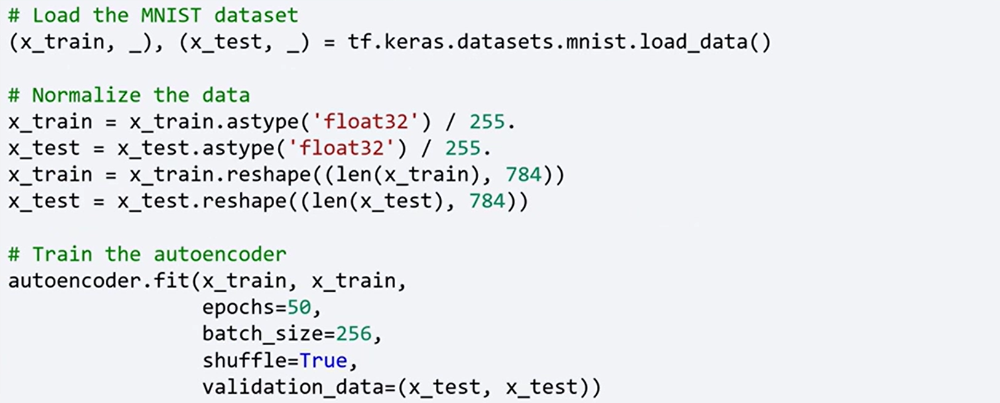 # Load the MNIST dataset
(x_train, _), (x_test, _) = tf.keras.datasets.mnist.load_data()
# Normalize the data
x_train = x_train.astype('float32') / 255.
x_test = x_test.astype('float32') / 255.
x_train = x_train.reshape((len(x_train), 784))
x_test = x_test.reshape((len(x_test), 784))
# Train the autoencoder
autoencoder.fit(x_train, x_train,
epochs=50,
batch_size=256,
shuffle=True,
validation_data=(x_test, x_test))